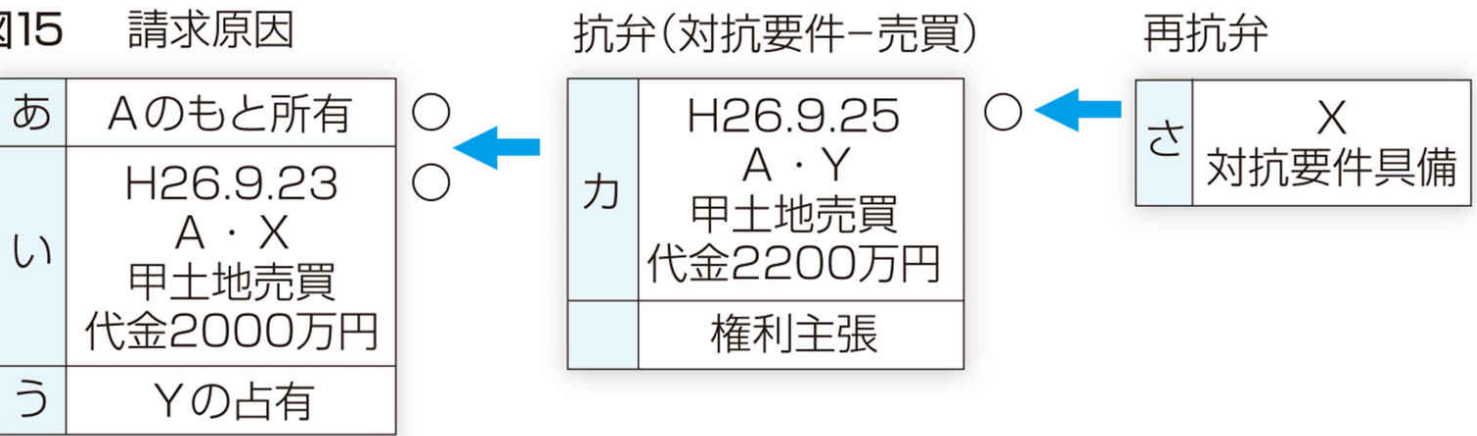 図15 請求原因
あ Aのもと所有 ○
い H26.9.23 ○
A・X
甲土地売買
代金2000万円
う Yの占有
抗弁(対抗要件−売買)
カ H26.9.25 ○
A・Y
甲土地売買
代金2200万円
権利主張
再抗弁
さ X
対抗要件具備